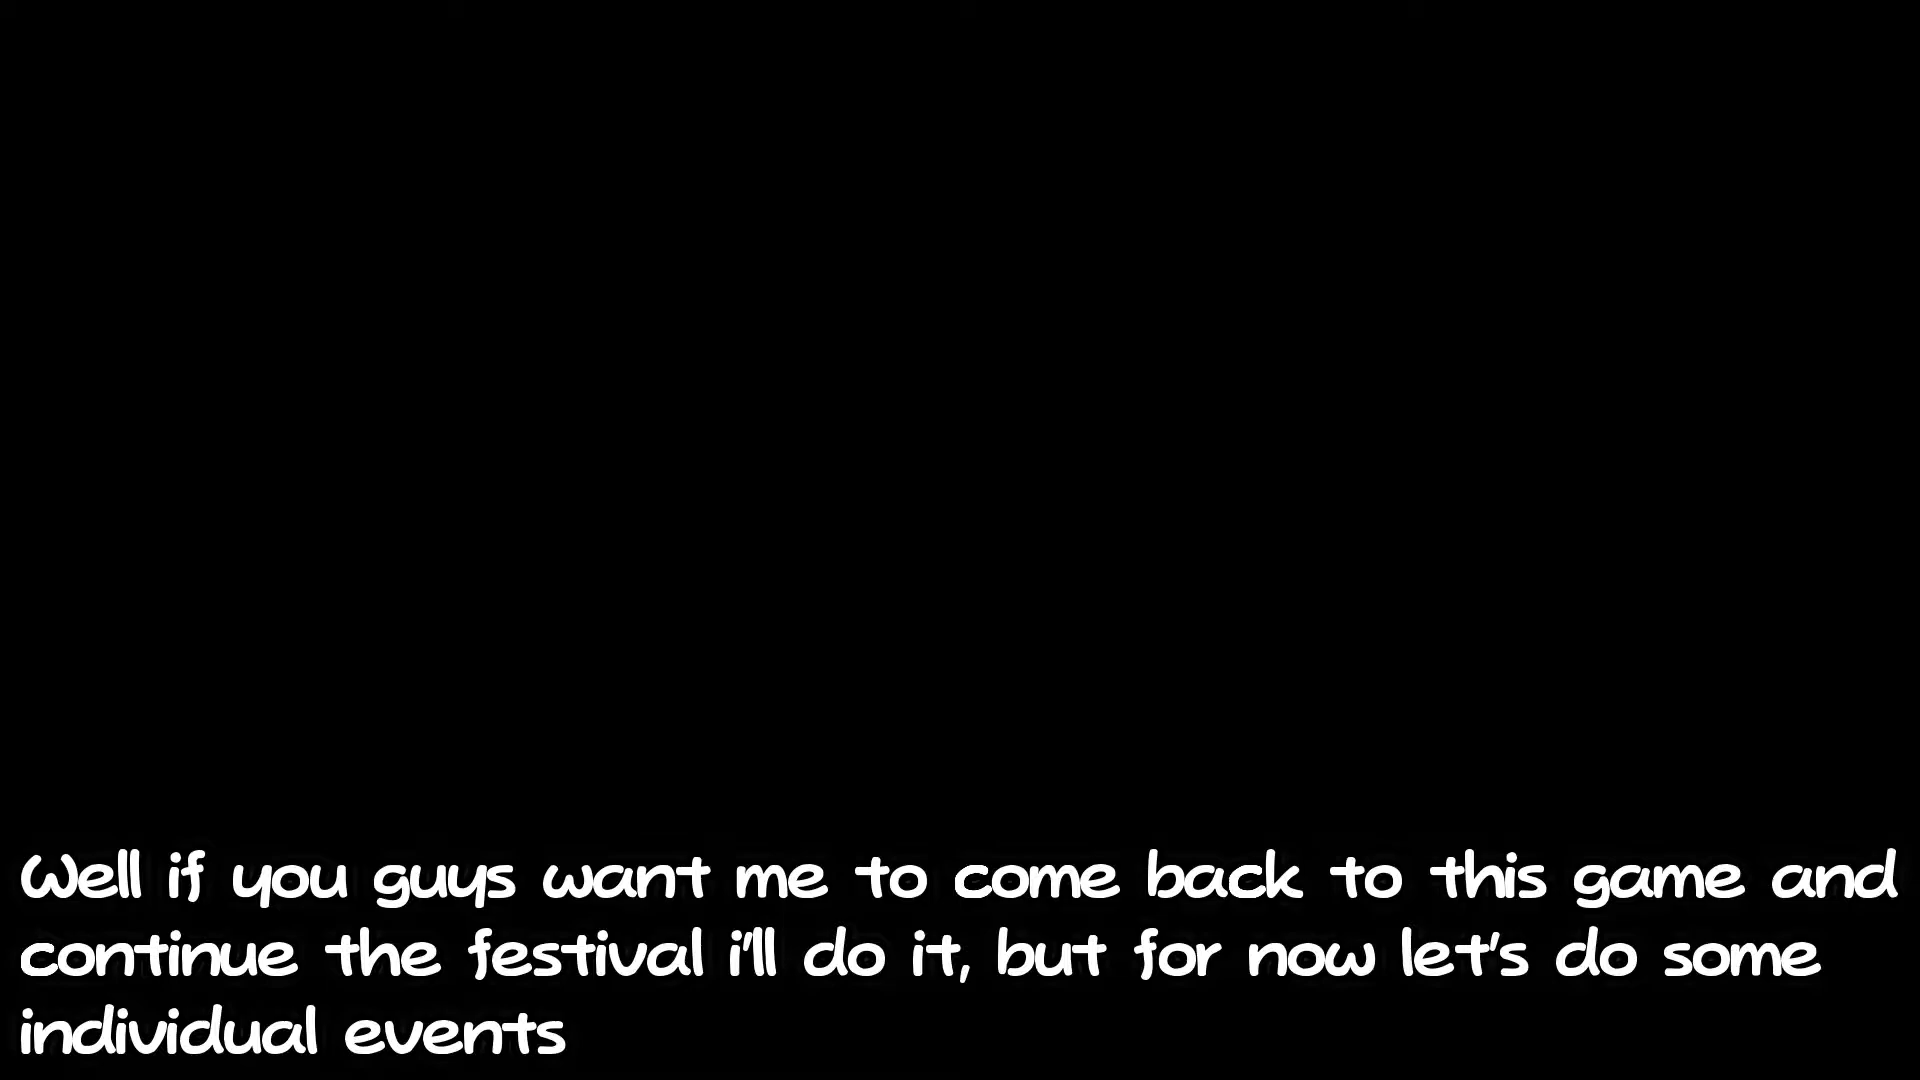 Well if you guys want me to come back to this game and
continue the festival i'll do it, but for now let's do some
individual events